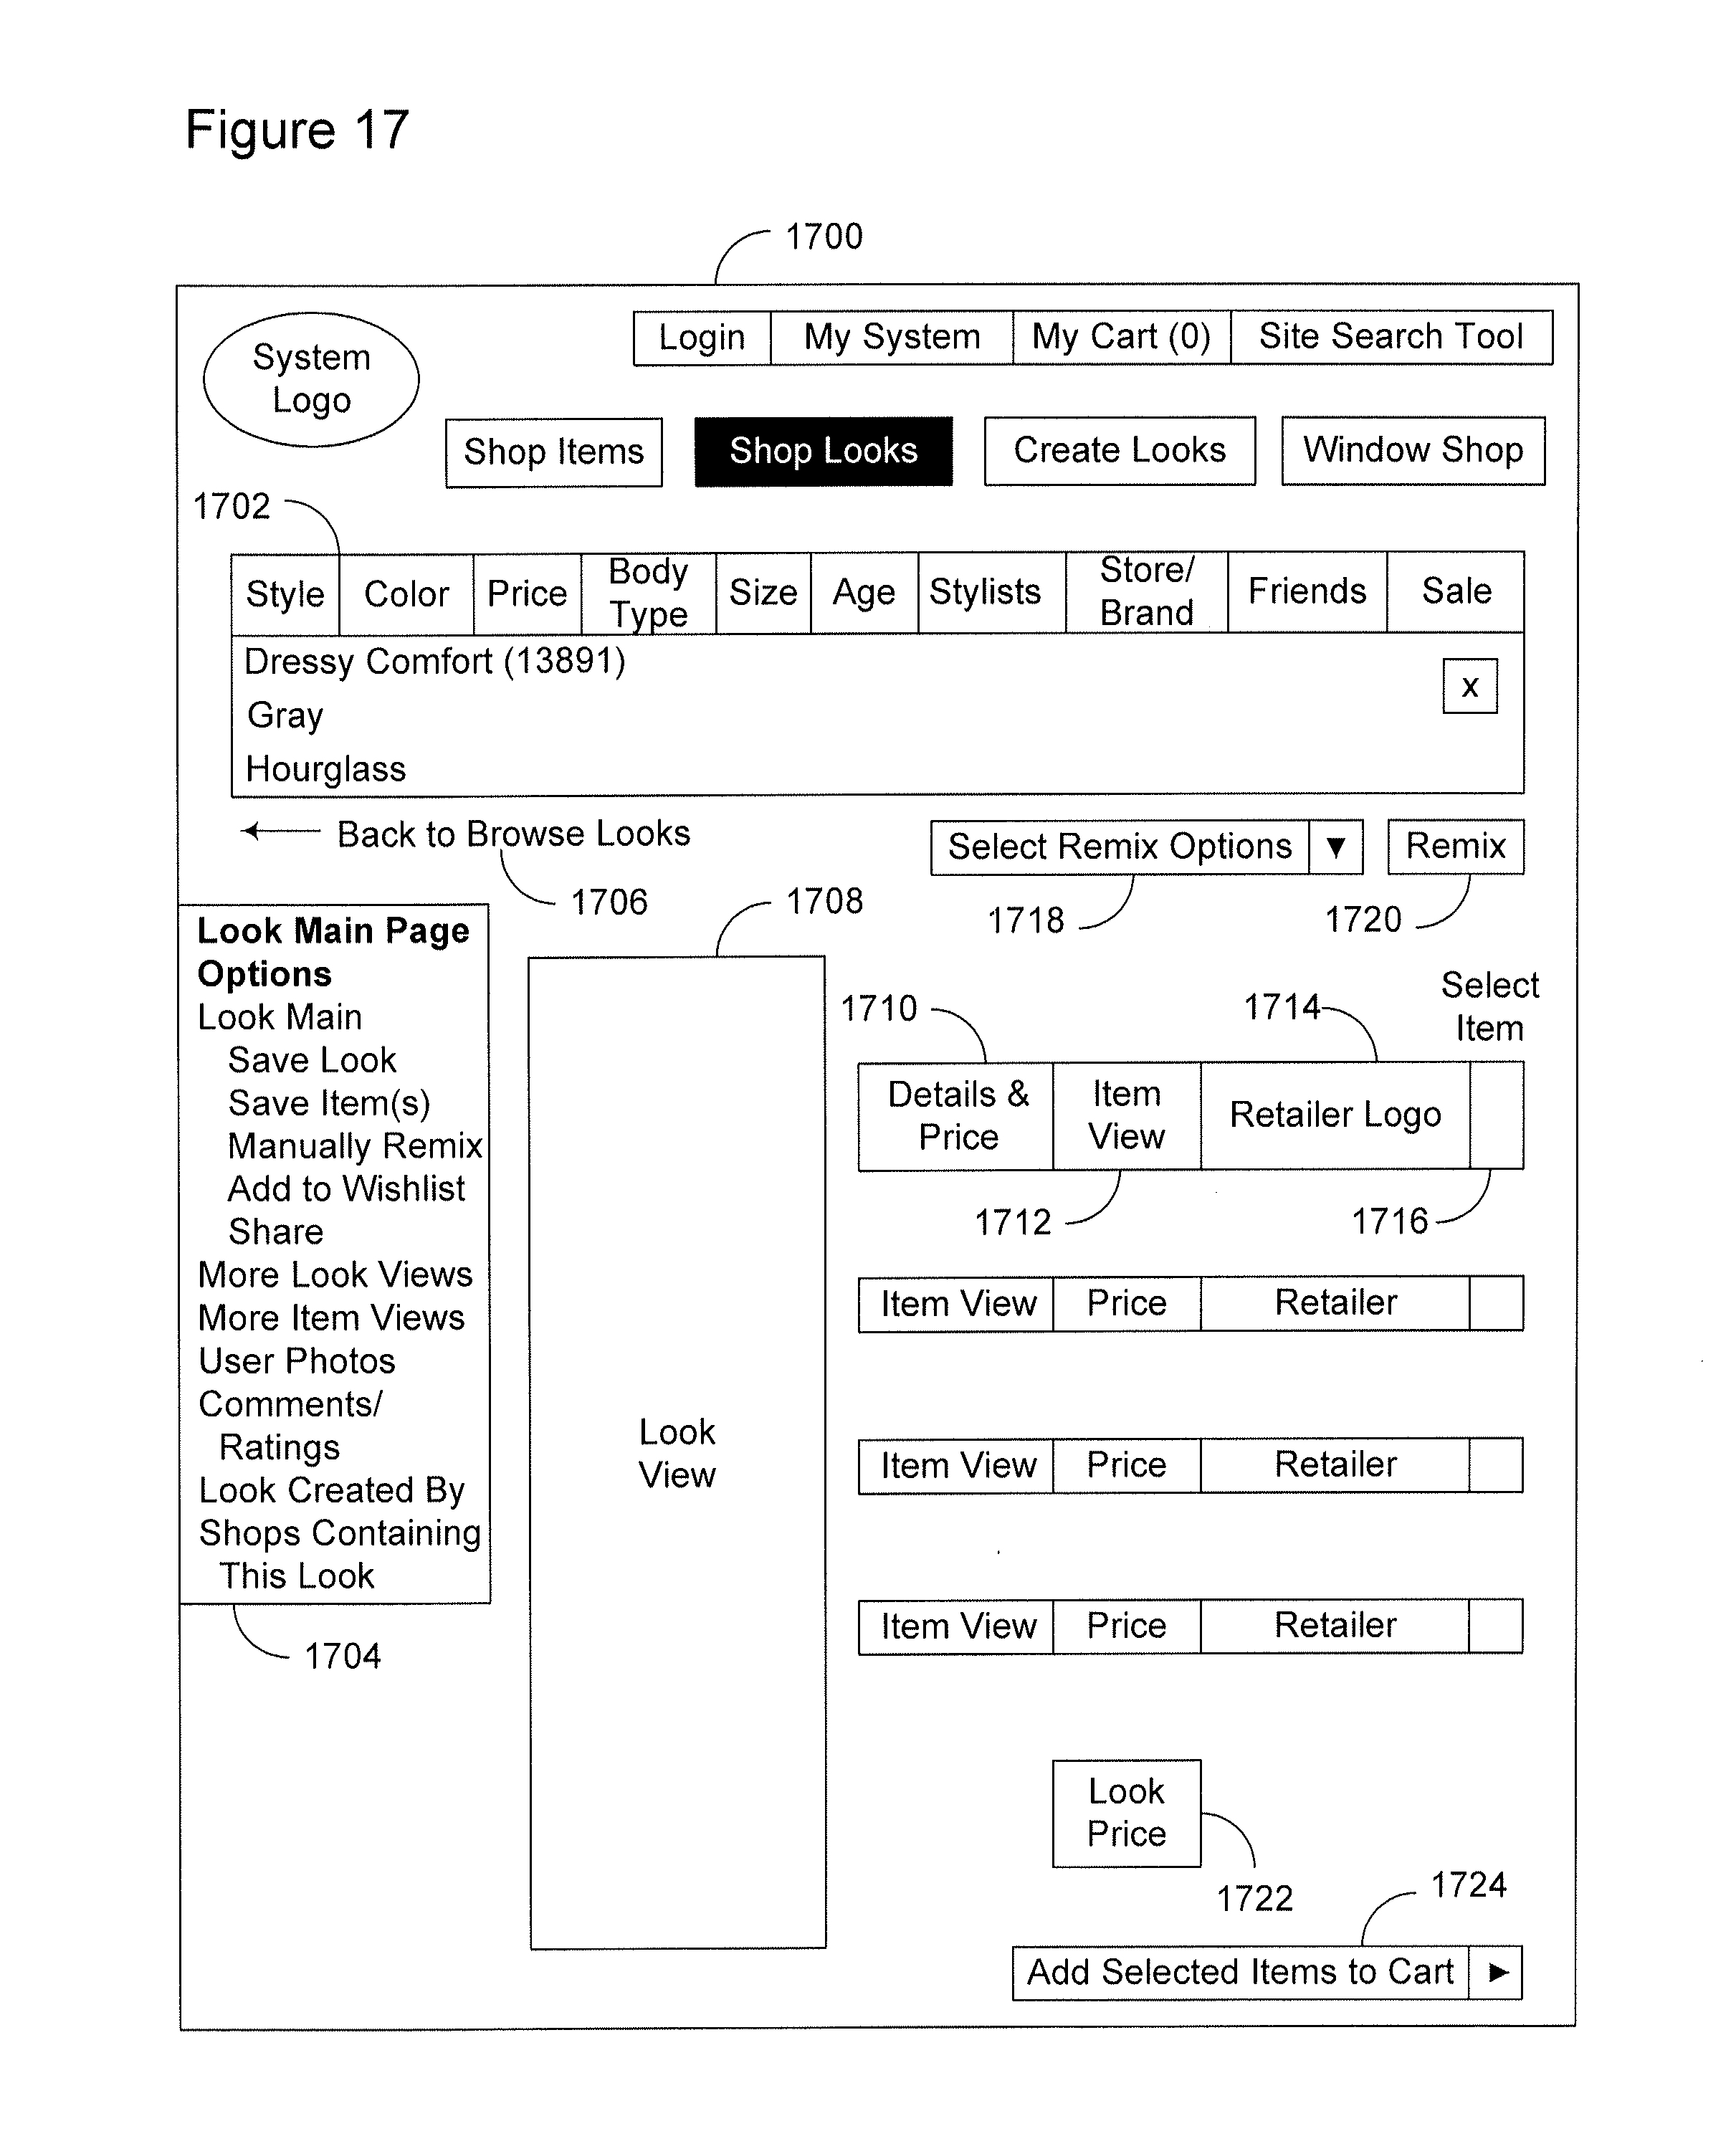 Figure 17
1700
System
Logo
Login My System My Cart (0) Site Search Tool
Shop Items Shop Looks Create Looks Window Shop
1702
Style Color Price Body Type Size Age Stylists Store/ Brand Friends Sale
Dressy Comfort (13891)
x
Gray
Hourglass
Back to Browse Looks
Select Remix Options ▼ Remix
1706 1708 1718 1720
Look Main Page
Options
Look Main
Save Look
Save Item(s)
Manually Remix
Add to Wishlist
Share
More Look Views
More Item Views
User Photos
Comments/
Ratings
Look Created By
Shops Containing
This Look
1704
Look
View
1710 1714
Select
Item
Details &
Price
Item
View
Retailer Logo
1712 1716
Item View Price Retailer
Item View Price Retailer
Item View Price Retailer
Look
Price
1722
1724
Add Selected Items to Cart ►